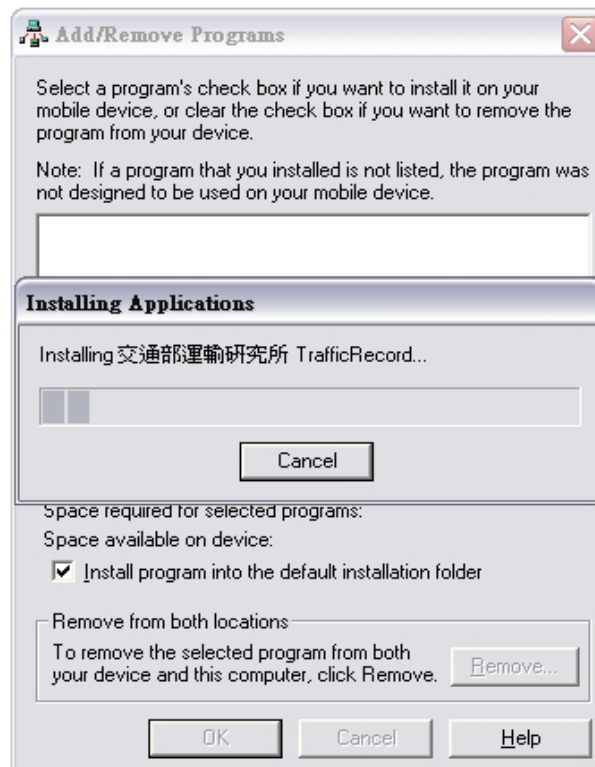 Add/Remove Programs
Select a program's check box if you want to install it on your
mobile device, or clear the check box if you want to remove the
program from your device.
Note: If a program that you installed is not listed, the program was
not designed to be used on your mobile device.
Installing Applications
Installing 交通部運輸研究所 TrafficRecord...
Cancel
Space required for selected programs:
Space available on device:
Install program into the default installation folder
Remove from both locations
To remove the selected program from both
your device and this computer, click Remove.
Remove...
OK
Cancel
Help